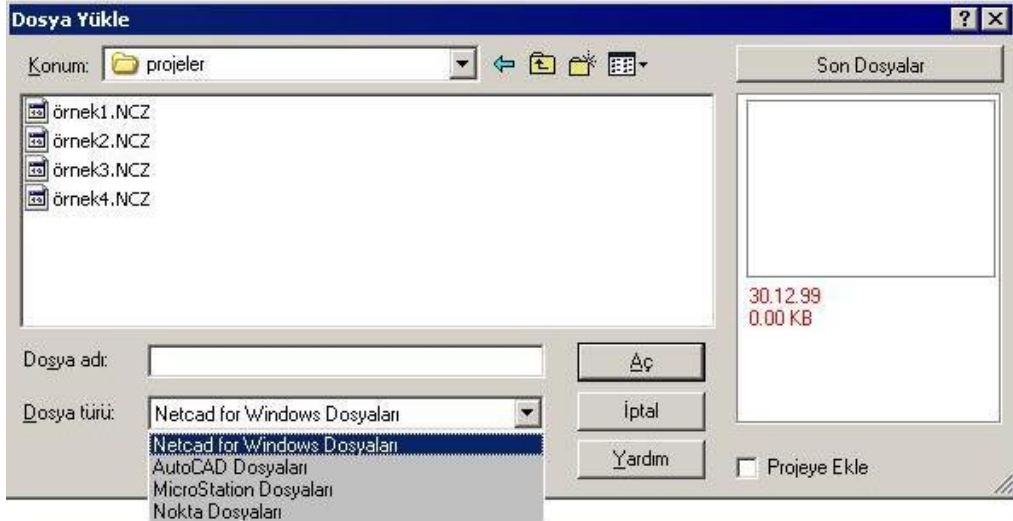 Dosya Yükle
Konum: projeler
Son Dosyalar
örnek1.NCZ
örnek2.NCZ
örnek3.NCZ
örnek4.NCZ
30.12.99
0.00 KB
Dosya adı:
Aç
Dosya türü: Netcad for Windows Dosyaları
İptal
Netcad for Windows Dosyaları
AutoCAD Dosyaları
MicroStation Dosyaları
Nokta Dosyaları
Yardım
Projeye Ekle